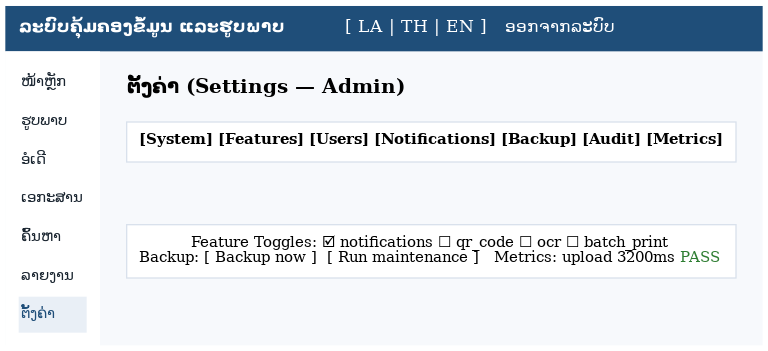 ລະບົບຄຸ້ມຄອງຂໍ້ມູນ ແລະຮູບພາບ [ LA | TH | EN ] ອອກຈາກລະບົບ
ໜ້າຫຼັກ
ຮູບພາບ
ອໍເດີ
ເອກະສານ
ຄົ້ນຫາ
ລາຍງານ
ຕັ້ງຄ່າ
ຕັ້ງຄ່າ (Settings — Admin)
[System] [Features] [Users] [Notifications] [Backup] [Audit] [Metrics]
Feature Toggles: ☑ notifications ☐ qr_code ☐ ocr ☐ batch_print
Backup: [ Backup now ] [ Run maintenance ] Metrics: upload 3200ms PASS